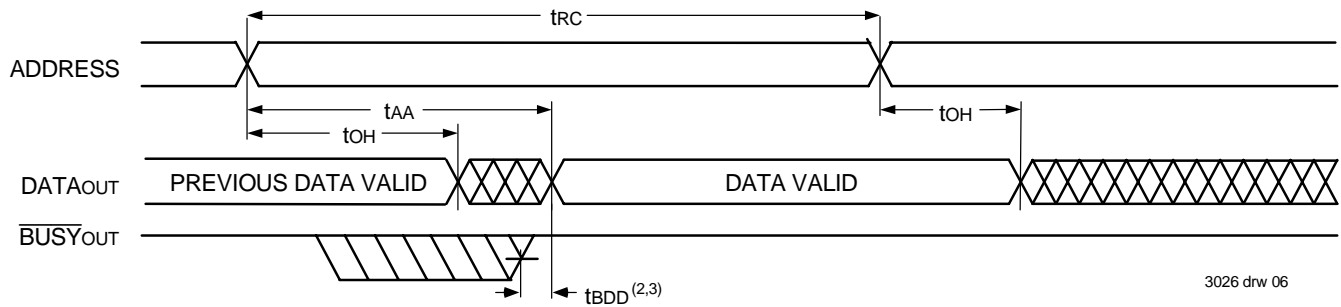 tRC
ADDRESS
tAA
tOH
tOH
DATAOUT
PREVIOUS DATA VALID
DATA VALID
BUSYOUT
tBDD(2,3)
3026 drw 06